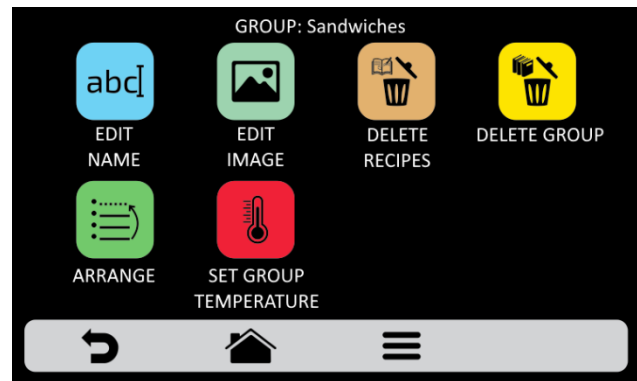 GROUP: Sandwiches
abc
EDIT
NAME
EDIT
IMAGE
DELETE
RECIPES
DELETE GROUP
ARRANGE
SET GROUP
TEMPERATURE